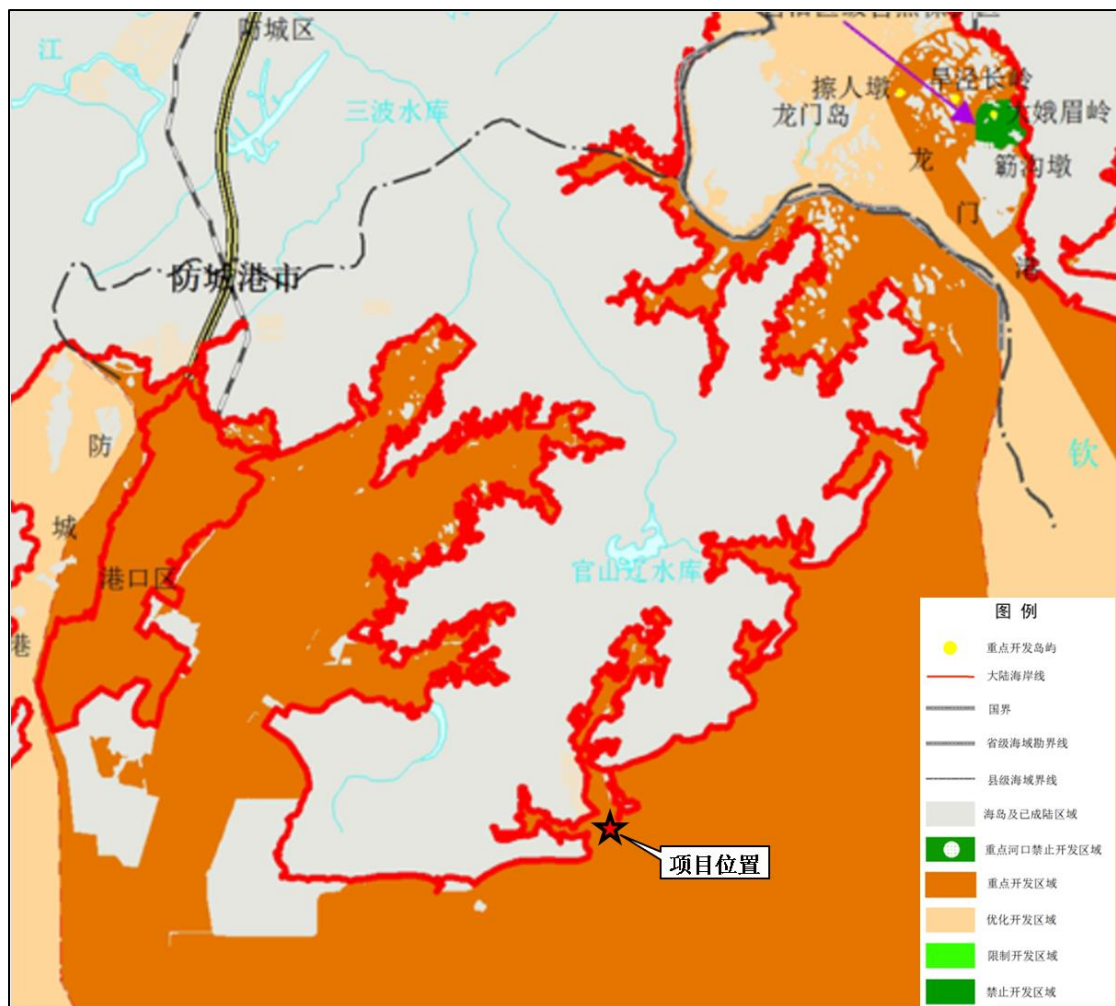 防城区
江
三波水库
擦人墩
旱泾长岭
龙门岛
大娥眉岭
簕沟墩
龙
门
港
防城港市
钦
防
城
港
港口区
官山辽水库
项目位置
图 例
重点开发岛屿
大陆海岸线
国界
省级海域勘界线
县级海域界线
海岛及已成陆区域
重点河口禁止开发区域
重点开发区域
优化开发区域
限制开发区域
禁止开发区域